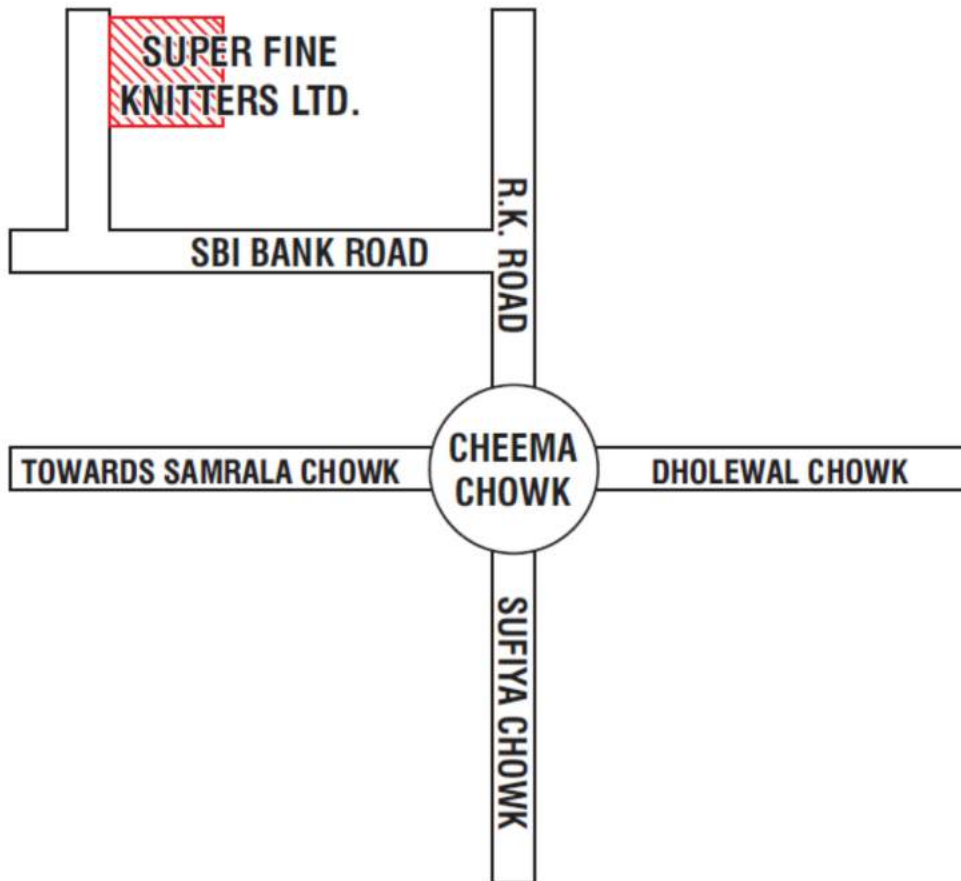 SUPER FINE
KNITTERS LTD.
R.K. ROAD
SBI BANK ROAD
CHEEMA
CHOWK
TOWARDS SAMRALA CHOWK
DHOLEWAL CHOWK
SUFIYA CHOWK